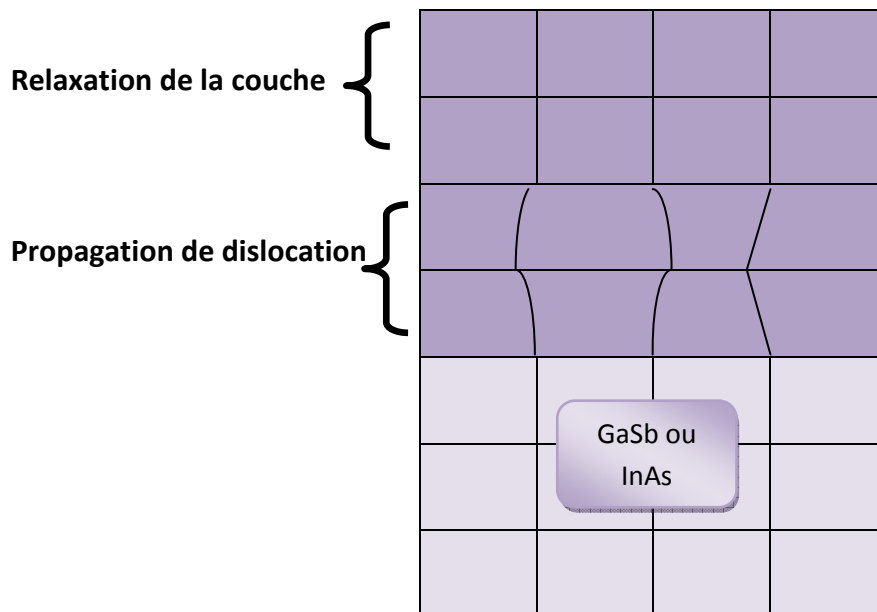 Relaxation de la couche
Propagation de dislocation
GaSb ou
InAs